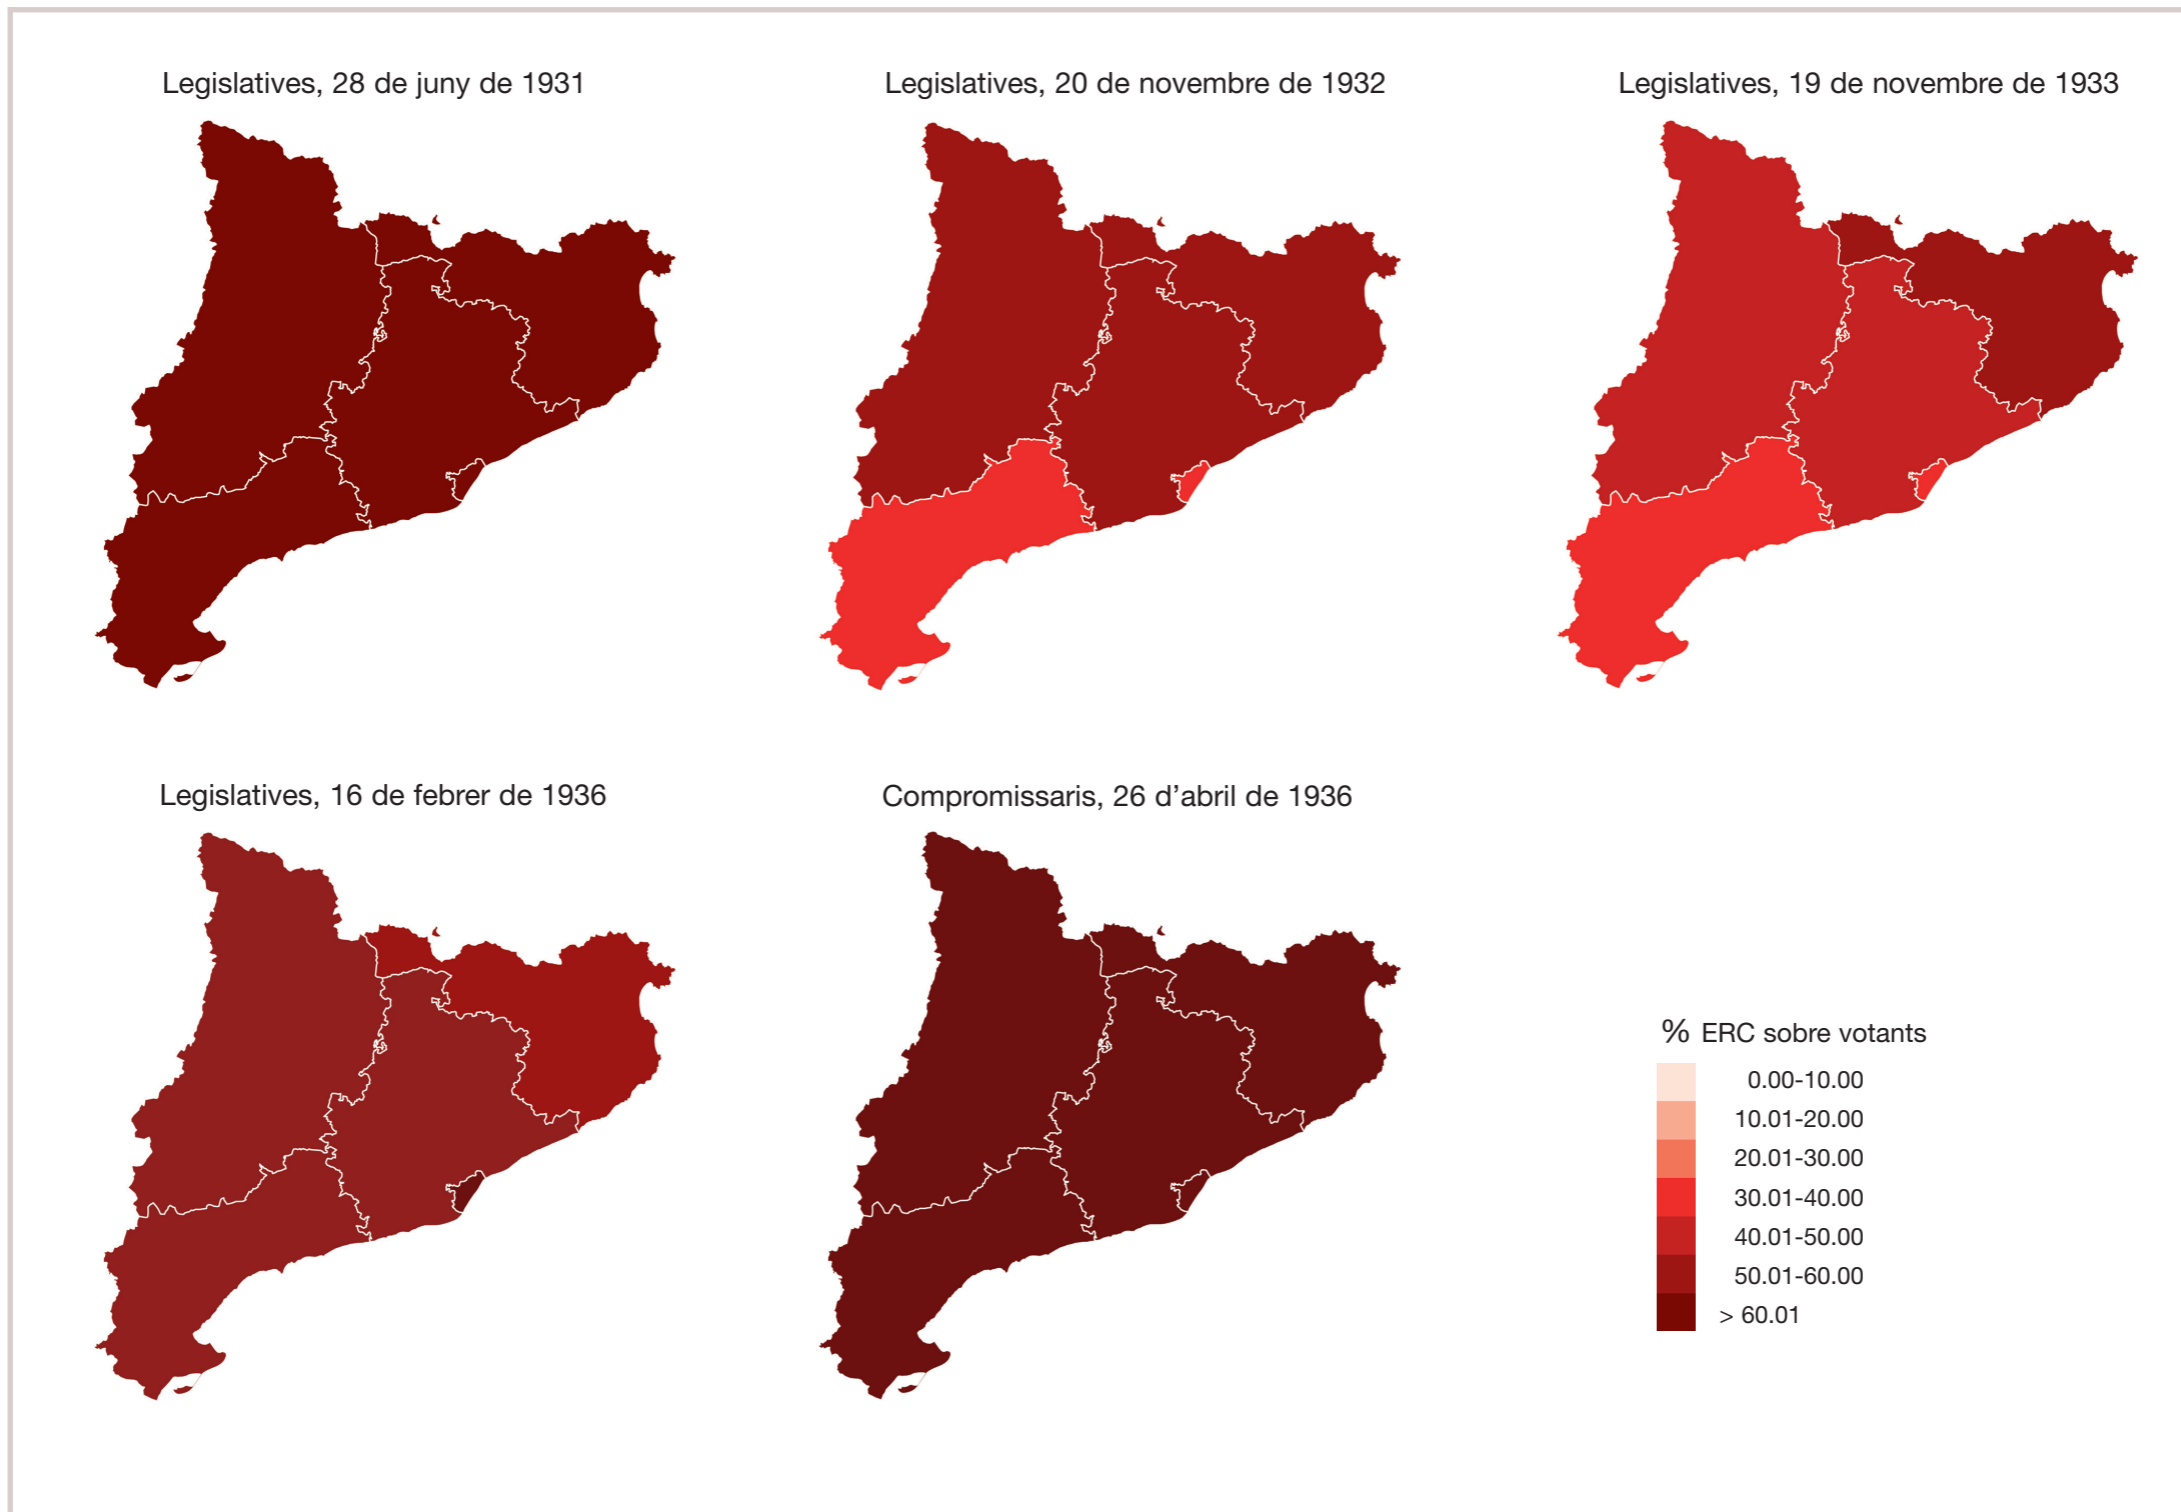 Legislatives, 28 de juny de 1931
Legislatives, 20 de novembre de 1932
Legislatives, 19 de novembre de 1933
Legislatives, 16 de febrer de 1936
Compromissaris, 26 d’abril de 1936
% ERC sobre votants
0.00-10.00
10.01-20.00
20.01-30.00
30.01-40.00
40.01-50.00
50.01-60.00
> 60.01